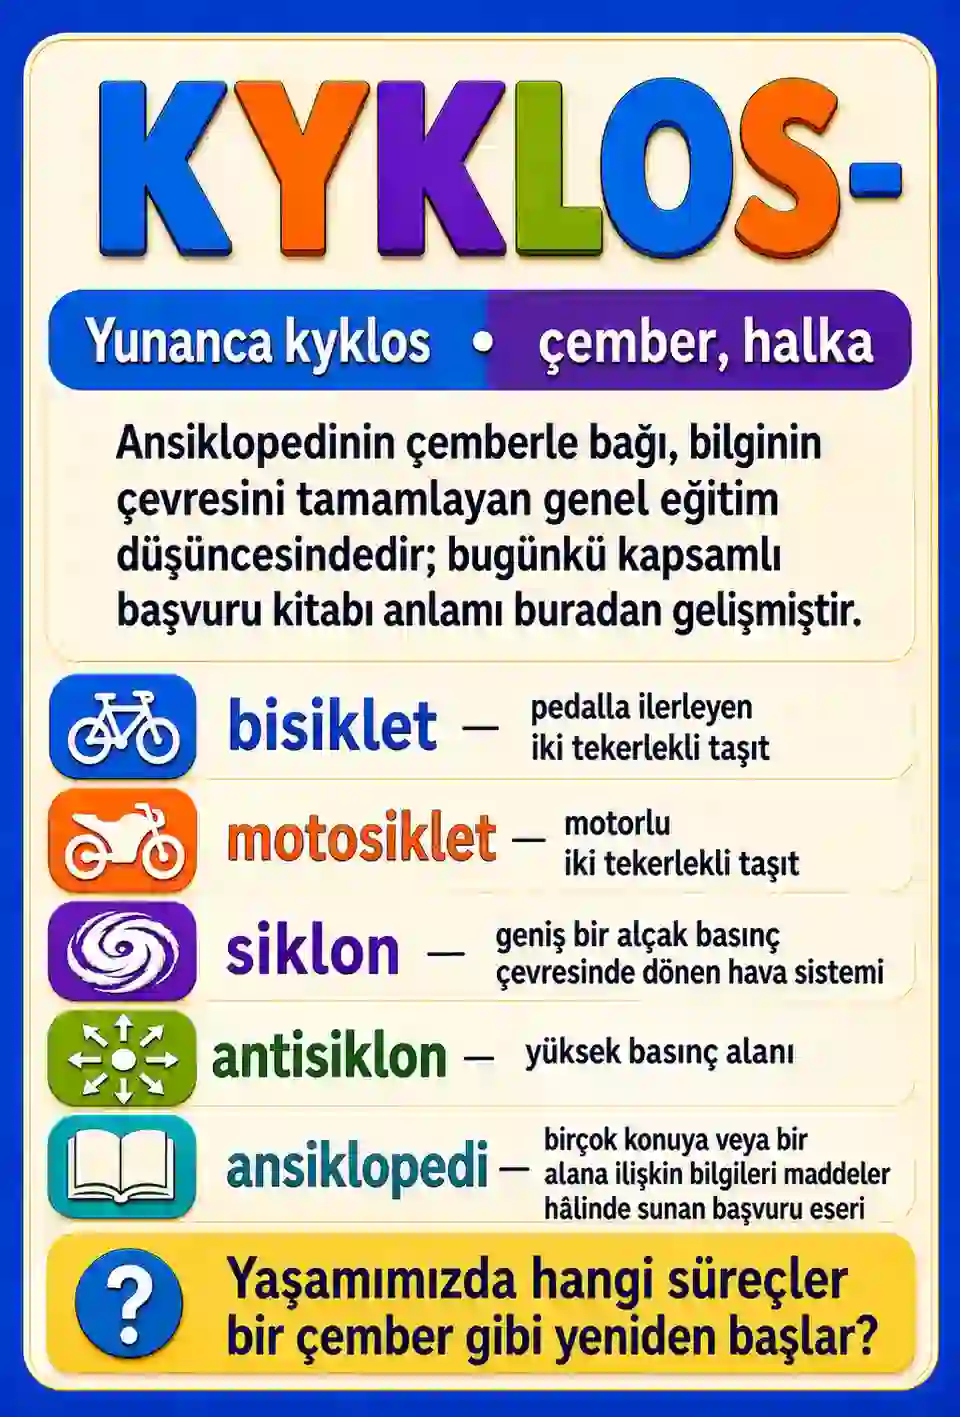 KYKLOS-
Yunanca kyklos • çember, halka
Ansiklopedinin çemberle bağı, bilginin
çevresini tamamlayan genel eğitim
düşüncesindedir; bugünkü kapsamlı
başvuru kitabı anlamı buradan gelişmiştir.
bisiklet — pedalla ilerleyen
iki tekerlekli taşıt
motosiklet — motorlu
iki tekerlekli taşıt
siklon — geniş bir alçak basınç
çevresinde dönen hava sistemi
antisiklon — yüksek basınç alanı
ansiklopedi — birçok konuya veya bir
alana ilişkin bilgileri maddeler
hâlinde sunan başvuru eseri
? Yaşamımızda hangi süreçler
bir çember gibi yeniden başlar?